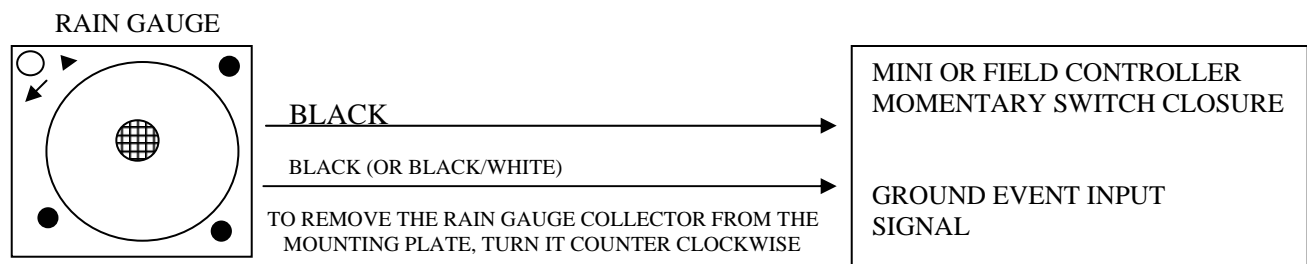 RAIN GAUGE
BLACK
BLACK (OR BLACK/WHITE)
TO REMOVE THE RAIN GAUGE COLLECTOR FROM THE
MOUNTING PLATE, TURN IT COUNTER CLOCKWISE
MINI OR FIELD CONTROLLER
MOMENTARY SWITCH CLOSURE
GROUND EVENT INPUT
SIGNAL